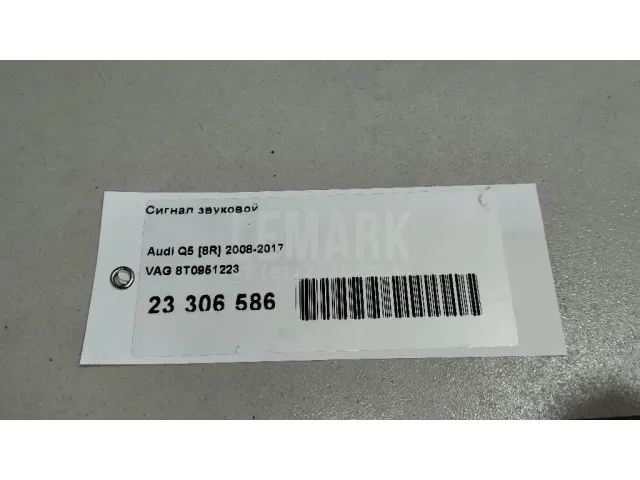 Сигнал звуковой
Audi Q5 [8R] 2008-2017
VAG 8T0951223
23 306 586